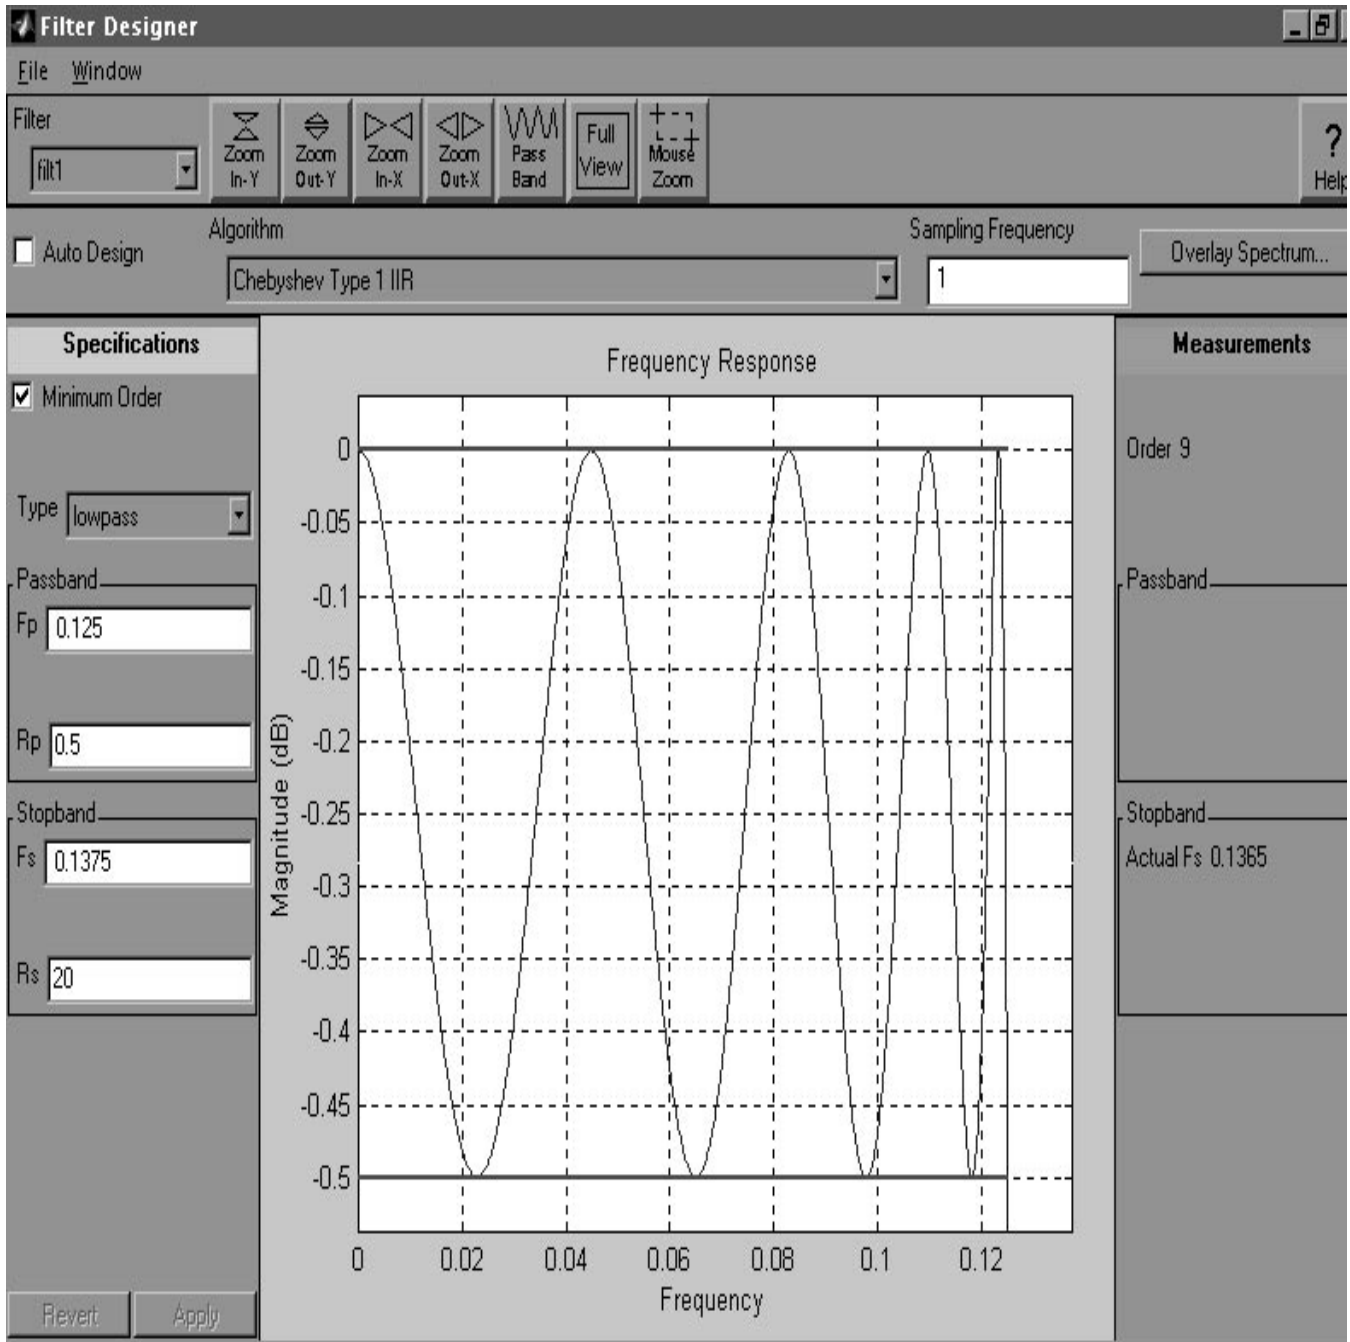 Filter Designer
File Window
Filter
filt1
Zoom In-Y
Zoom Out-Y
Zoom In-X
Zoom Out-X
Pass Band
Full View
Mouse Zoom
? Help
Auto Design
Algorithm
Chebyshev Type 1 IIR
Sampling Frequency
1
Overlay Spectrum...
Specifications
Minimum Order
Type lowpass
Passband
Fp 0.125
Rp 0.5
Stopband
Fs 0.1375
Rs 20
Revert Apply
Frequency Response
Magnitude (dB)
0
-0.05
-0.1
-0.15
-0.2
-0.25
-0.3
-0.35
-0.4
-0.45
-0.5
0 0.02 0.04 0.06 0.08 0.1 0.12
Frequency
Measurements
Order 9
Passband
Stopband
Actual Fs 0.1365